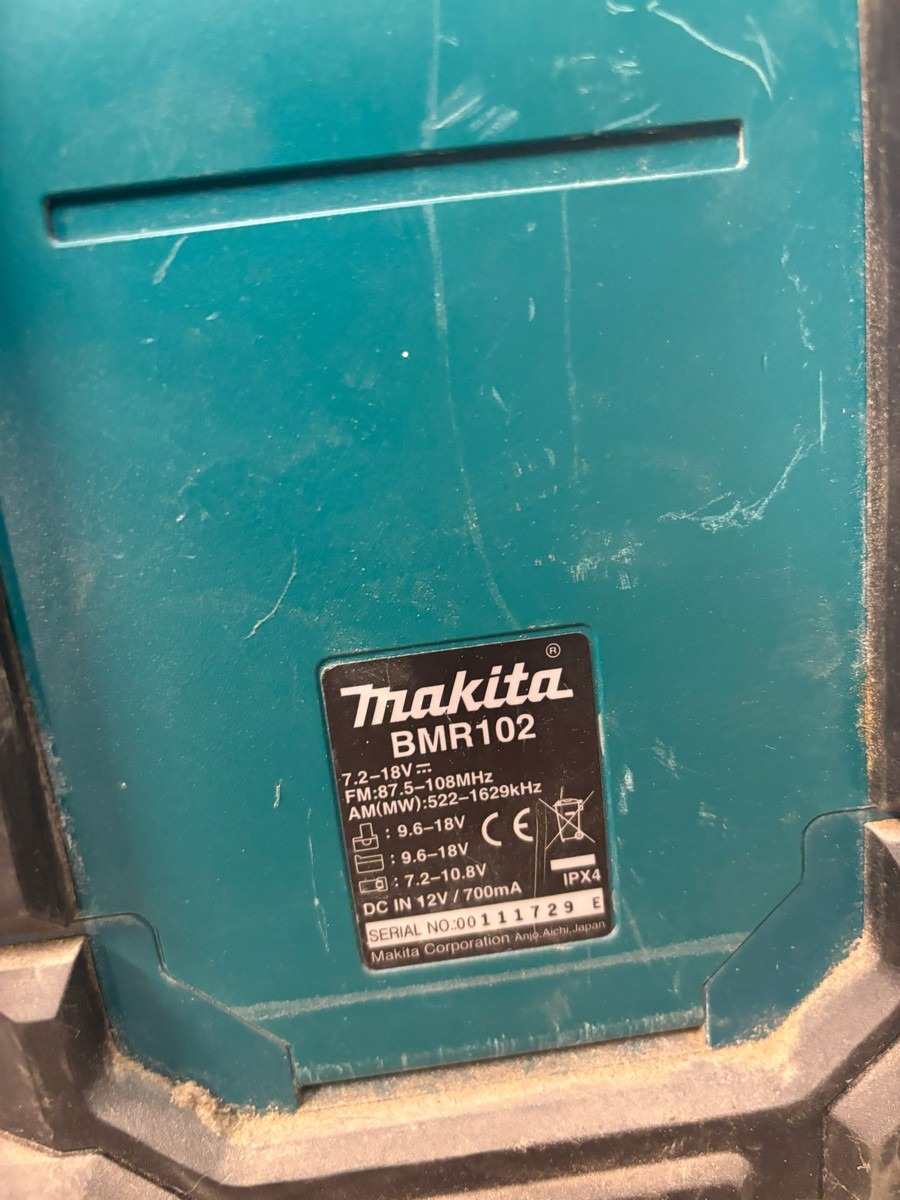 makita®
BMR102
7.2–18V⎓
FM:87.5–108MHz
AM(MW):522–1629kHz
: 9.6–18V
: 9.6–18V
: 7.2–10.8V
CE
IPX4
DC IN 12V / 700mA
SERIAL NO.:00111729 E
Makita Corporation Anjo,Aichi,Japan